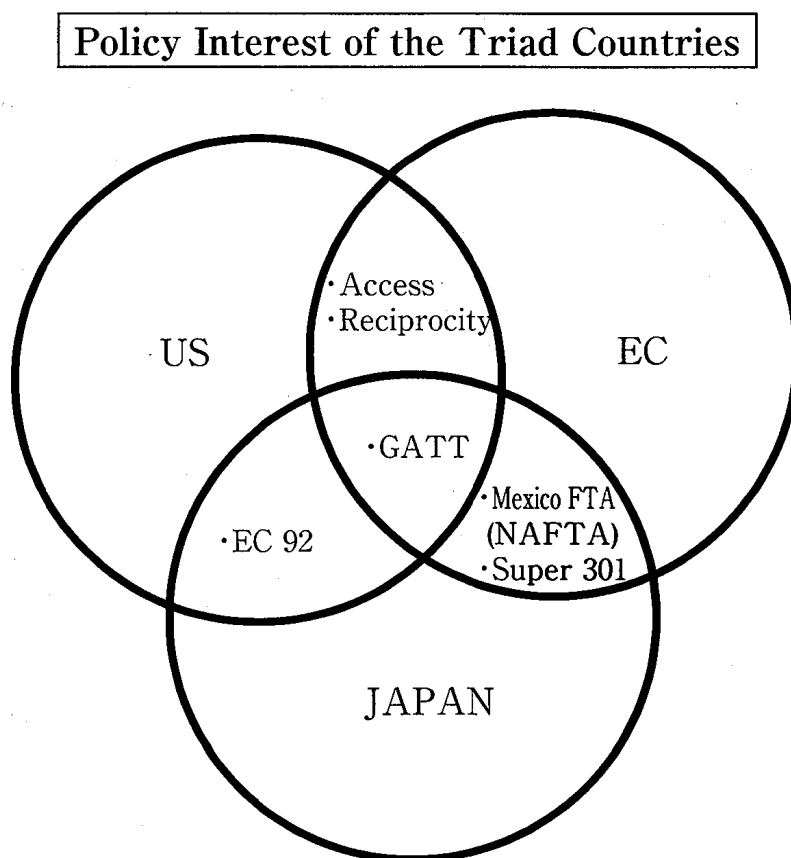 Policy Interest of the Triad Countries
·Access
·Reciprocity
US
EC
·GATT
·Mexico FTA
(NAFTA)
·EC 92
·Super 301
JAPAN